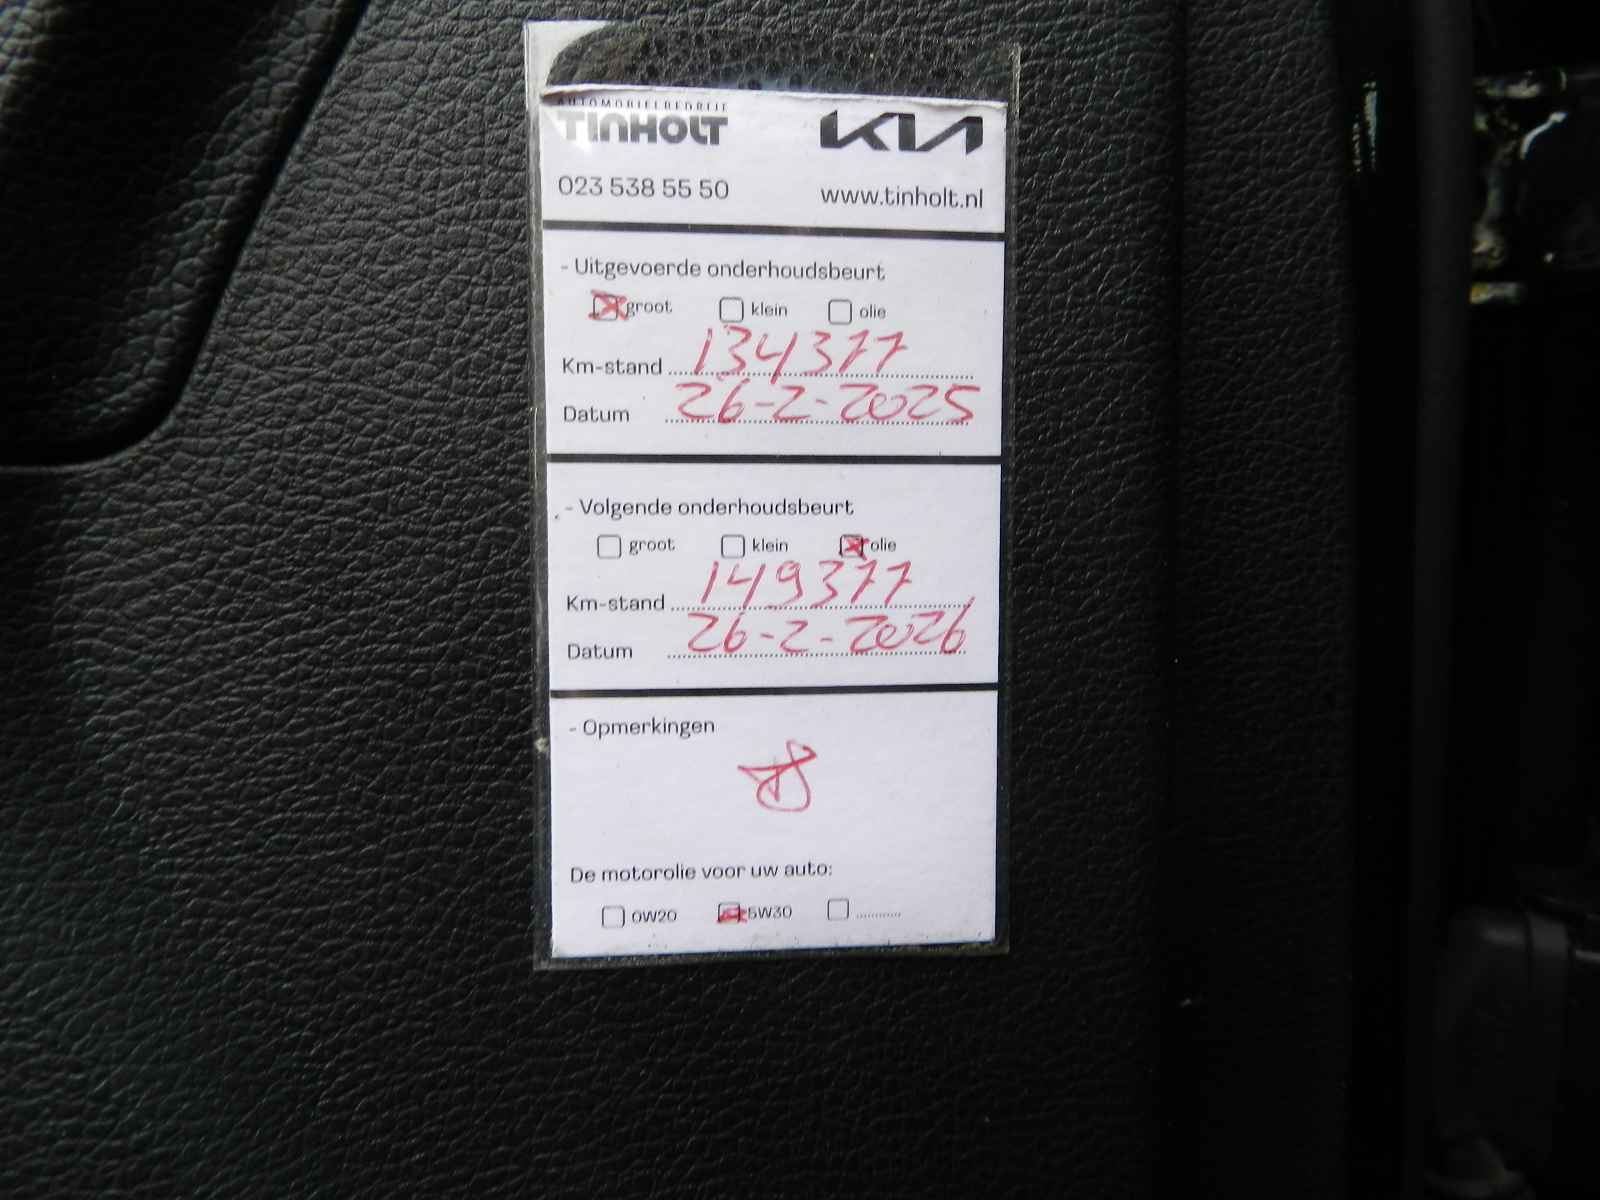 AUTOMOBIELBEDRIJF
TINHOLT KIA
023 538 55 50 www.tinholt.nl
- Uitgevoerde onderhoudsbeurt
groot klein olie
Km-stand 134377
Datum 26-2-2025
- Volgende onderhoudsbeurt
groot klein olie
Km-stand 149377
Datum 26-2-2026
- Opmerkingen
De motorolie voor uw auto:
0W20 5W30 ............